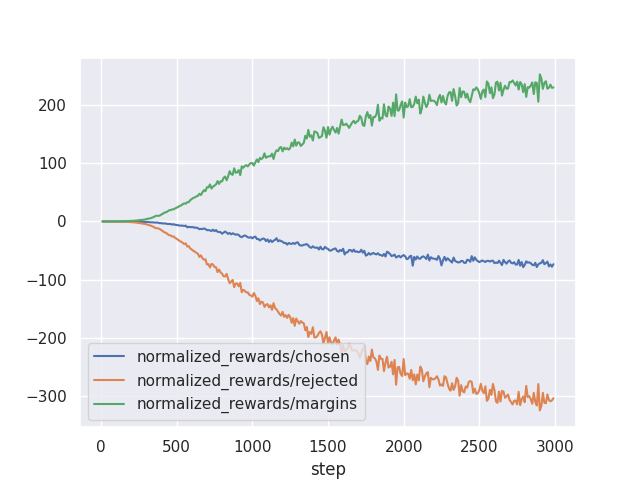 200
100
0
−100
−200
−300
normalized_rewards/chosen
normalized_rewards/rejected
normalized_rewards/margins
0 500 1000 1500 2000 2500 3000
step